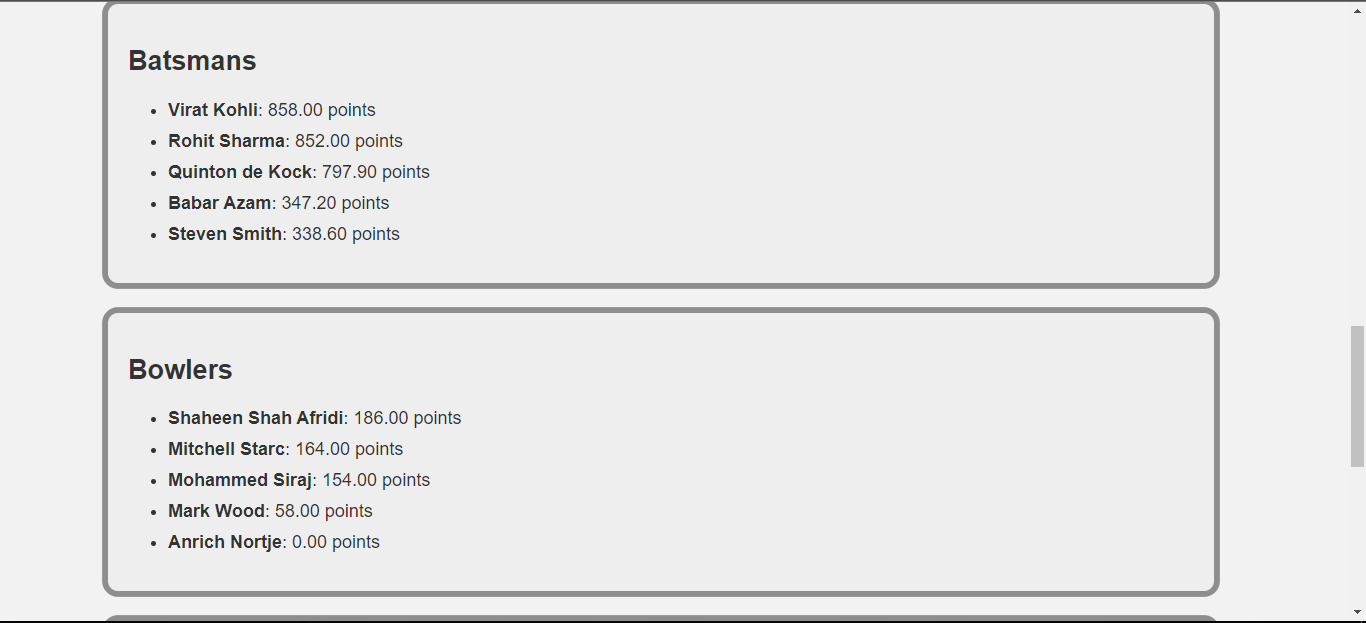 Batsmans
Virat Kohli: 858.00 points
Rohit Sharma: 852.00 points
Quinton de Kock: 797.90 points
Babar Azam: 347.20 points
Steven Smith: 338.60 points
Bowlers
Shaheen Shah Afridi: 186.00 points
Mitchell Starc: 164.00 points
Mohammed Siraj: 154.00 points
Mark Wood: 58.00 points
Anrich Nortje: 0.00 points